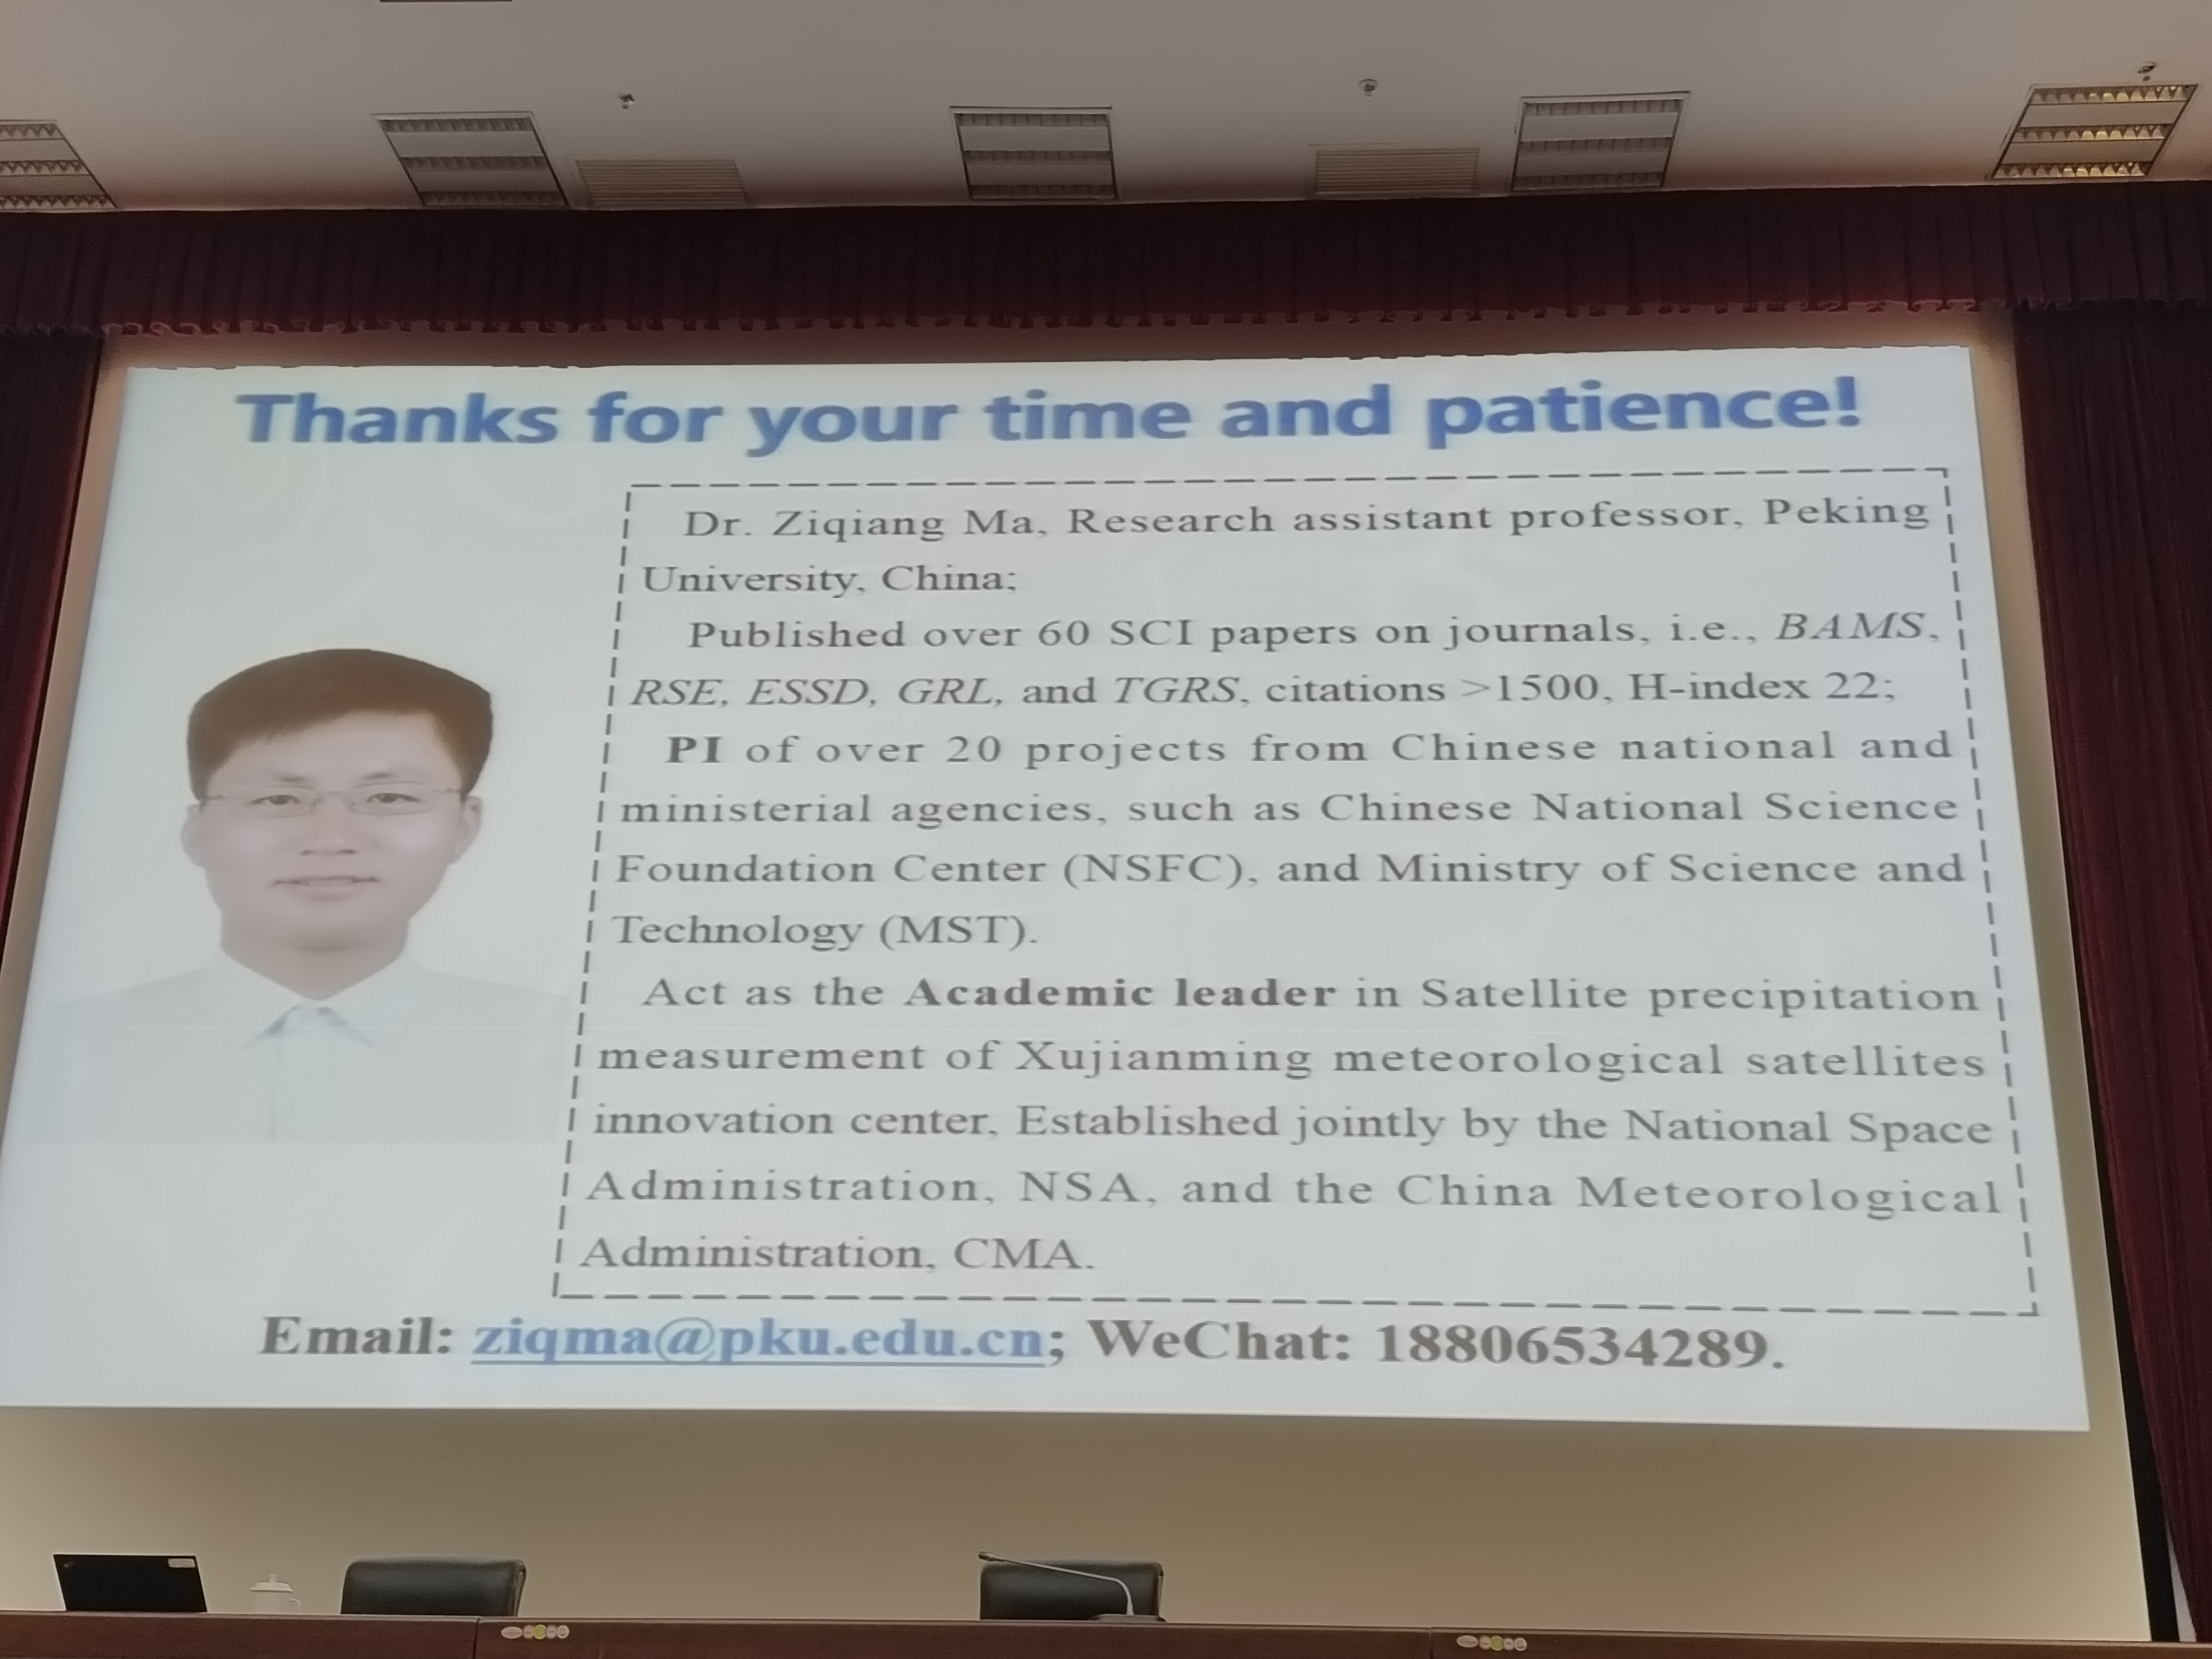 Thanks for your time and patience!
Dr. Ziqiang Ma, Research assistant professor, Peking
University, China;
Published over 60 SCI papers on journals, i.e., BAMS,
RSE, ESSD, GRL, and TGRS, citations >1500, H-index 22;
PI of over 20 projects from Chinese national and
ministerial agencies, such as Chinese National Science
Foundation Center (NSFC), and Ministry of Science and
Technology (MST).
Act as the Academic leader in Satellite precipitation
measurement of Xujianming meteorological satellites
innovation center, Established jointly by the National Space
Administration, NSA, and the China Meteorological
Administration, CMA.
Email: ziqma@pku.edu.cn; WeChat: 18806534289.